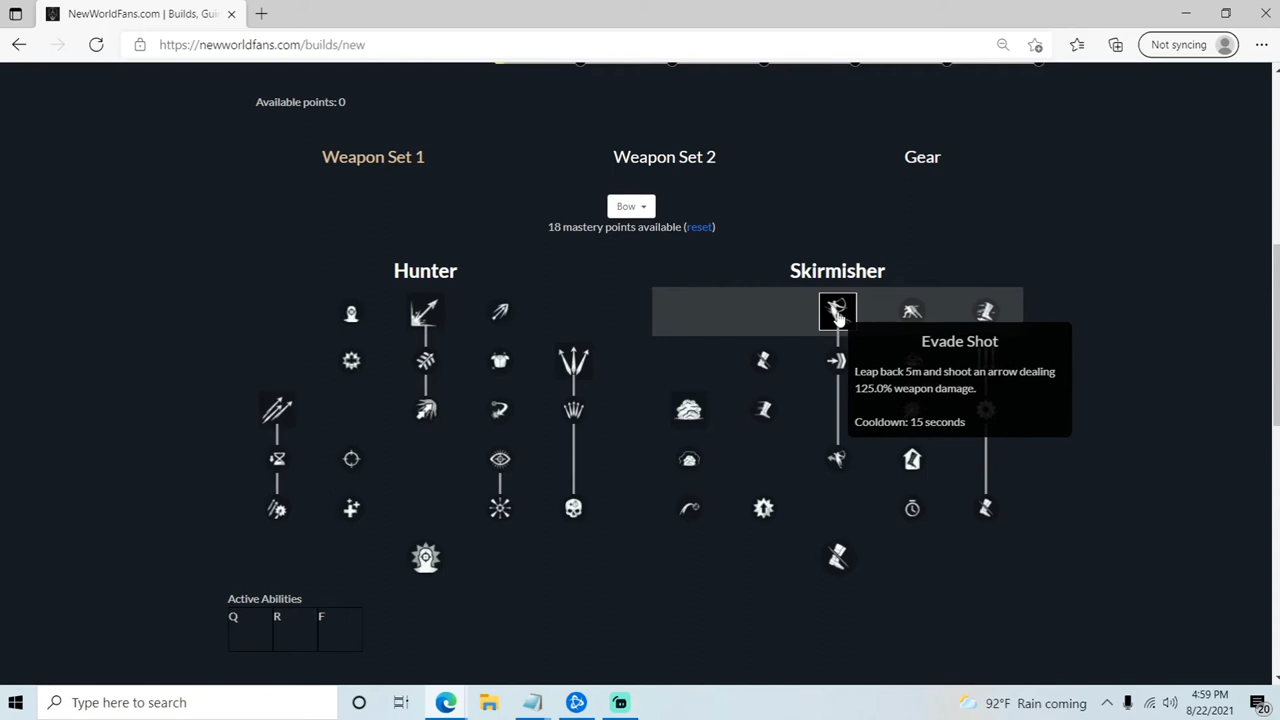 NewWorldFans.com | Builds, Gui
https://newworldfans.com/builds/new
Not syncing
Available points: 0
Weapon Set 1
Weapon Set 2
Gear
Bow
18 mastery points available (reset)
Hunter
Skirmisher
Evade Shot
Leap back 5m and shoot an arrow dealing
125.0% weapon damage.
Cooldown: 15 seconds
Active Abilities
Q
R
F
Type here to search
92°F Rain coming
4:59 PM
8/22/2021
20